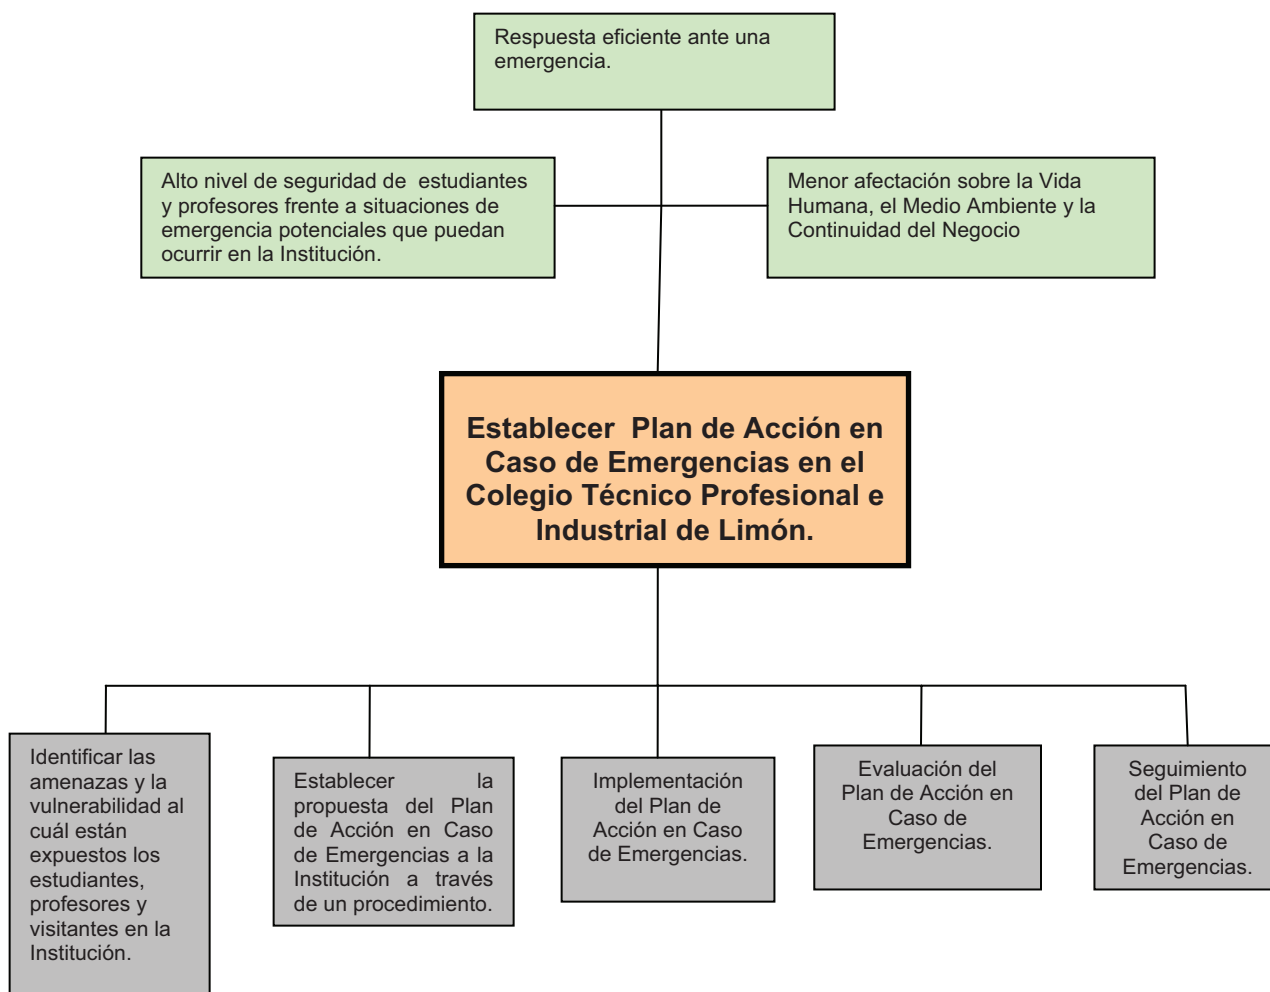 Respuesta eficiente ante una
emergencia.
Alto nivel de seguridad de estudiantes
y profesores frente a situaciones de
emergencia potenciales que puedan
ocurrir en la Institución.
Menor afectación sobre la Vida
Humana, el Medio Ambiente y la
Continuidad del Negocio
Establecer Plan de Acción en
Caso de Emergencias en el
Colegio Técnico Profesional e
Industrial de Limón.
Identificar las
amenazas y la
vulnerabilidad al
cuál están
expuestos los
estudiantes,
profesores y
visitantes en la
Institución.
Establecer la
propuesta del Plan
de Acción en Caso
de Emergencias a la
Institución a través
de un procedimiento.
Implementación
del Plan de
Acción en Caso
de Emergencias.
Evaluación del
Plan de Acción en
Caso de
Emergencias.
Seguimiento
del Plan de
Acción en
Caso de
Emergencias.